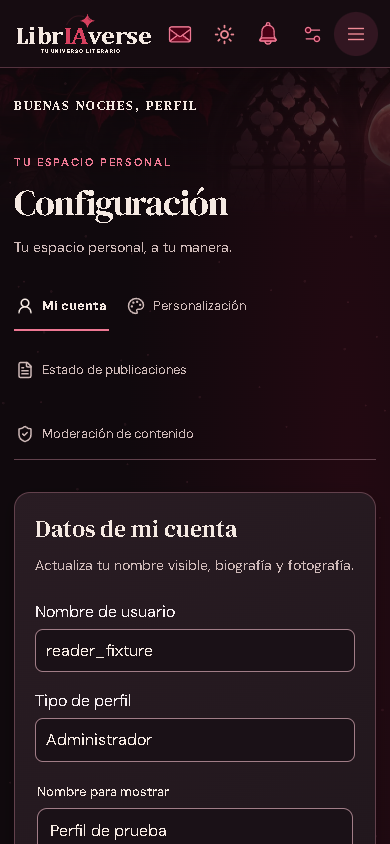 LibrIAverse
TU UNIVERSO LITERARIO
BUENAS NOCHES, PERFIL
TU ESPACIO PERSONAL
Configuración
Tu espacio personal, a tu manera.
Mi cuenta
Personalización
Estado de publicaciones
Moderación de contenido
Datos de mi cuenta
Actualiza tu nombre visible, biografía y fotografía.
Nombre de usuario
reader_fixture
Tipo de perfil
Administrador
Nombre para mostrar
Perfil de prueba